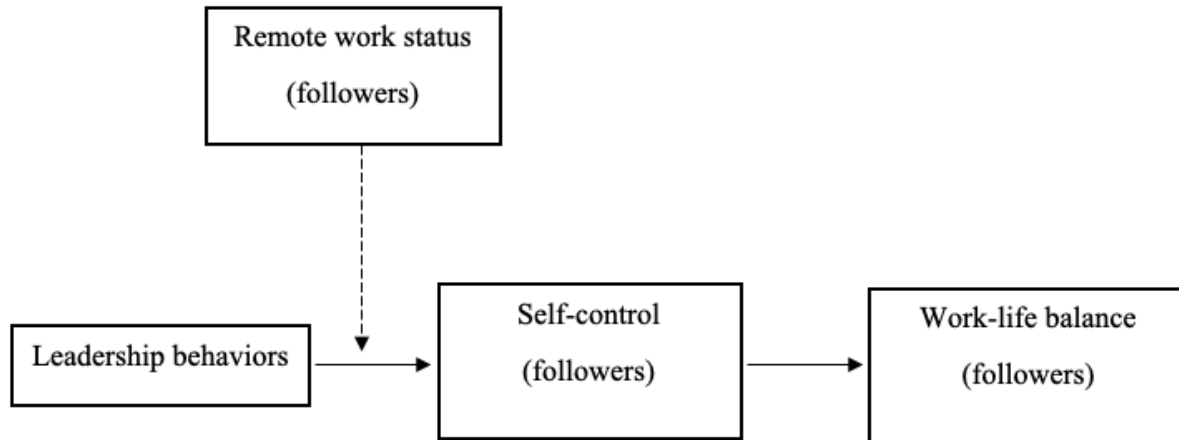 Remote work status
(followers)
Leadership behaviors
Self-control
(followers)
Work-life balance
(followers)